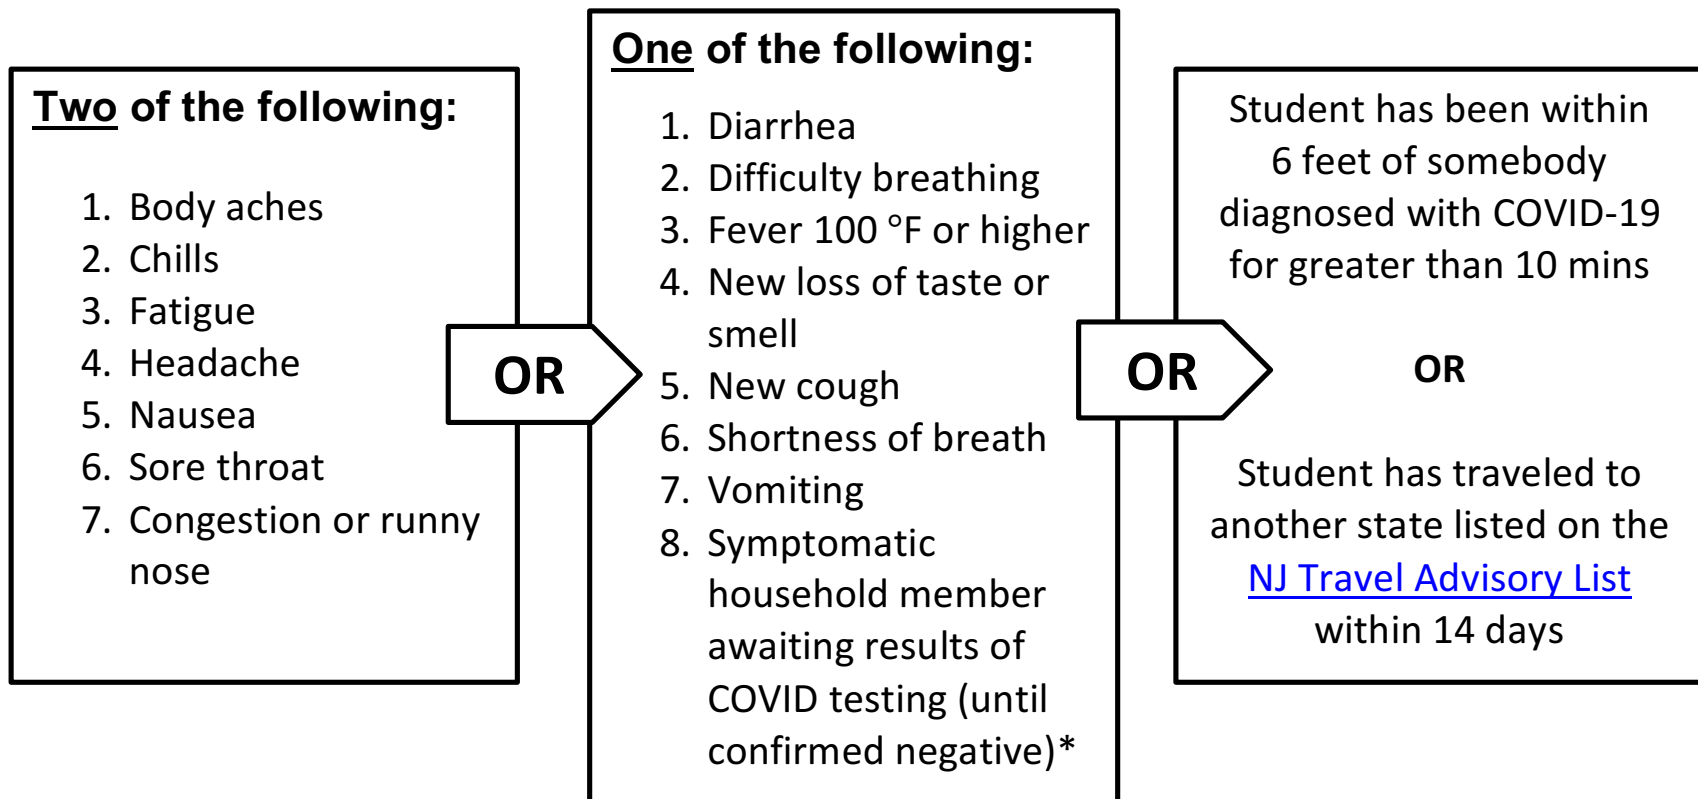 Two of the following:
1. Body aches
2. Chills
3. Fatigue
4. Headache
5. Nausea
6. Sore throat
7. Congestion or runny
nose
OR
One of the following:
1. Diarrhea
2. Difficulty breathing
3. Fever 100 °F or higher
4. New loss of taste or
smell
5. New cough
6. Shortness of breath
7. Vomiting
8. Symptomatic
household member
awaiting results of
COVID testing (until
confirmed negative)*
OR
Student has been within
6 feet of somebody
diagnosed with COVID-19
for greater than 10 mins
OR
Student has traveled to
another state listed on the
NJ Travel Advisory List
within 14 days